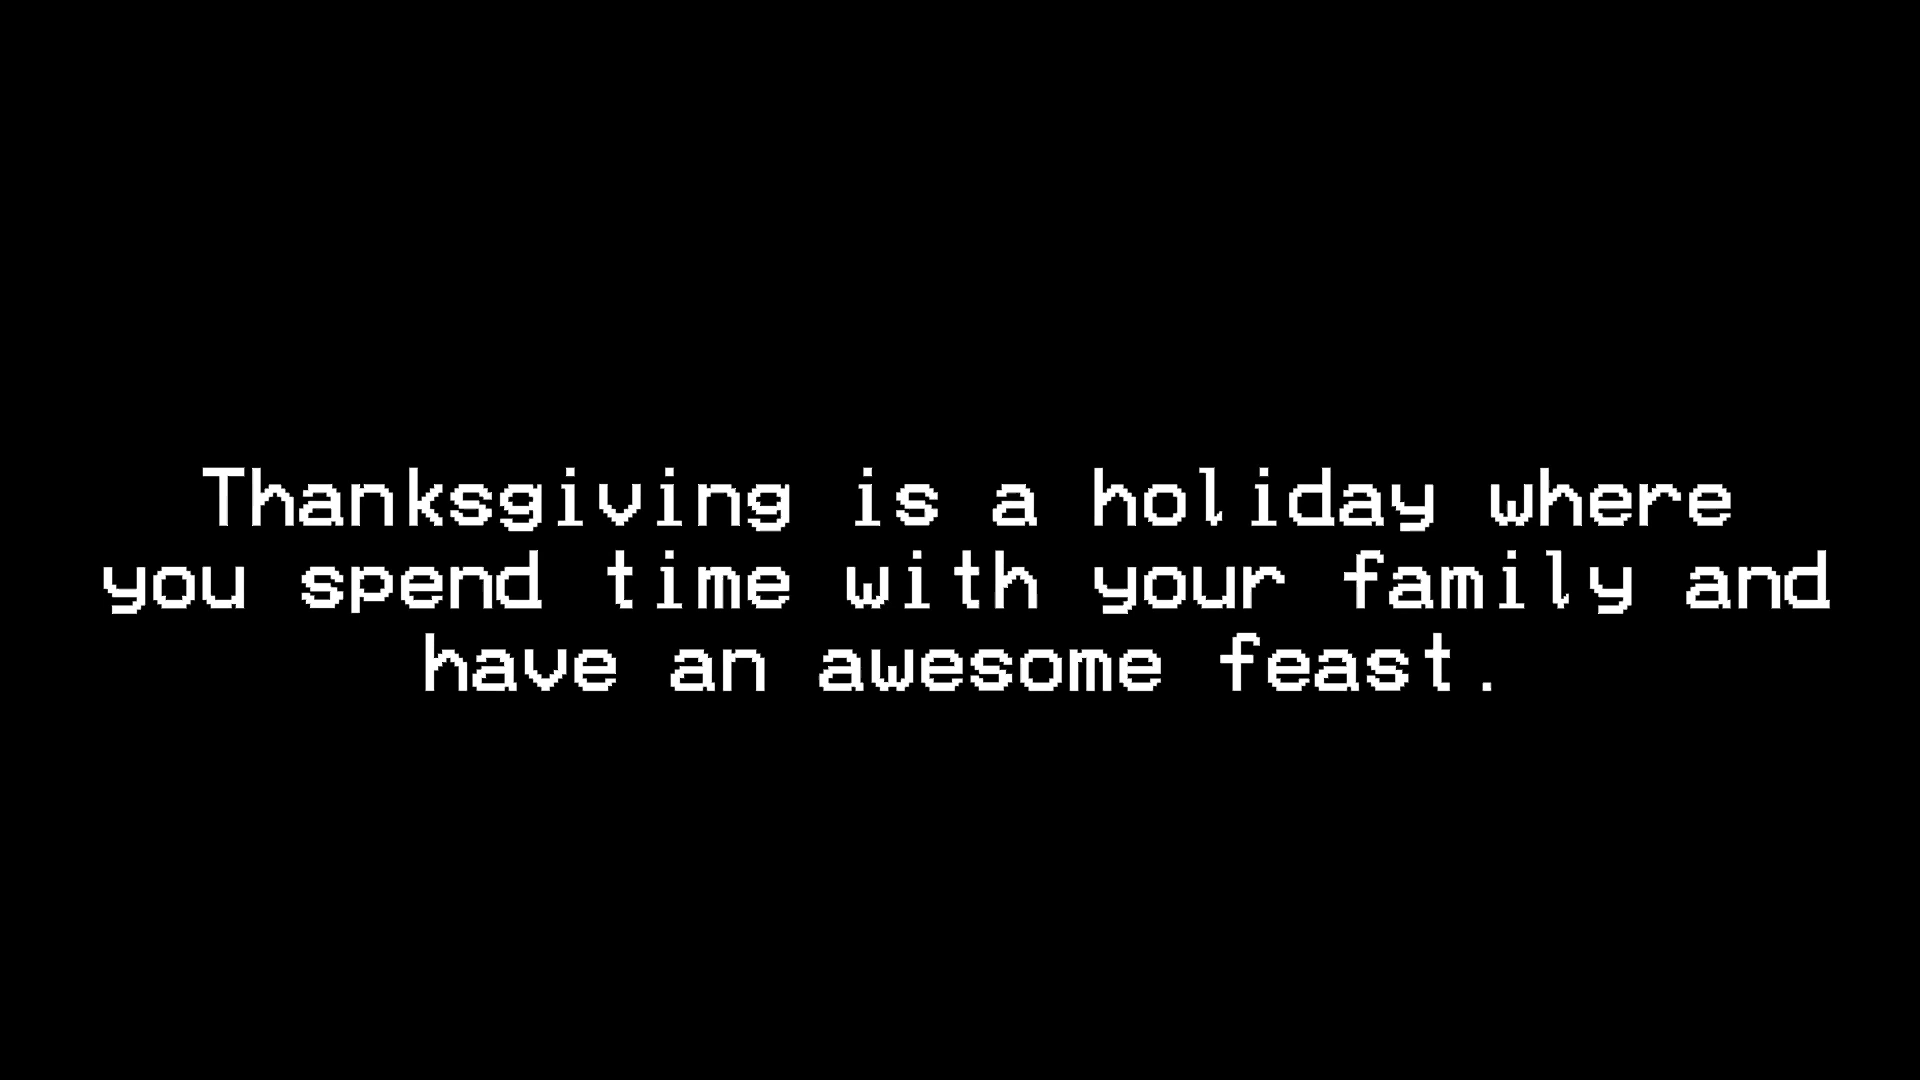 Thanksgiving is a holiday where
you spend time with your family and
have an awesome feast.